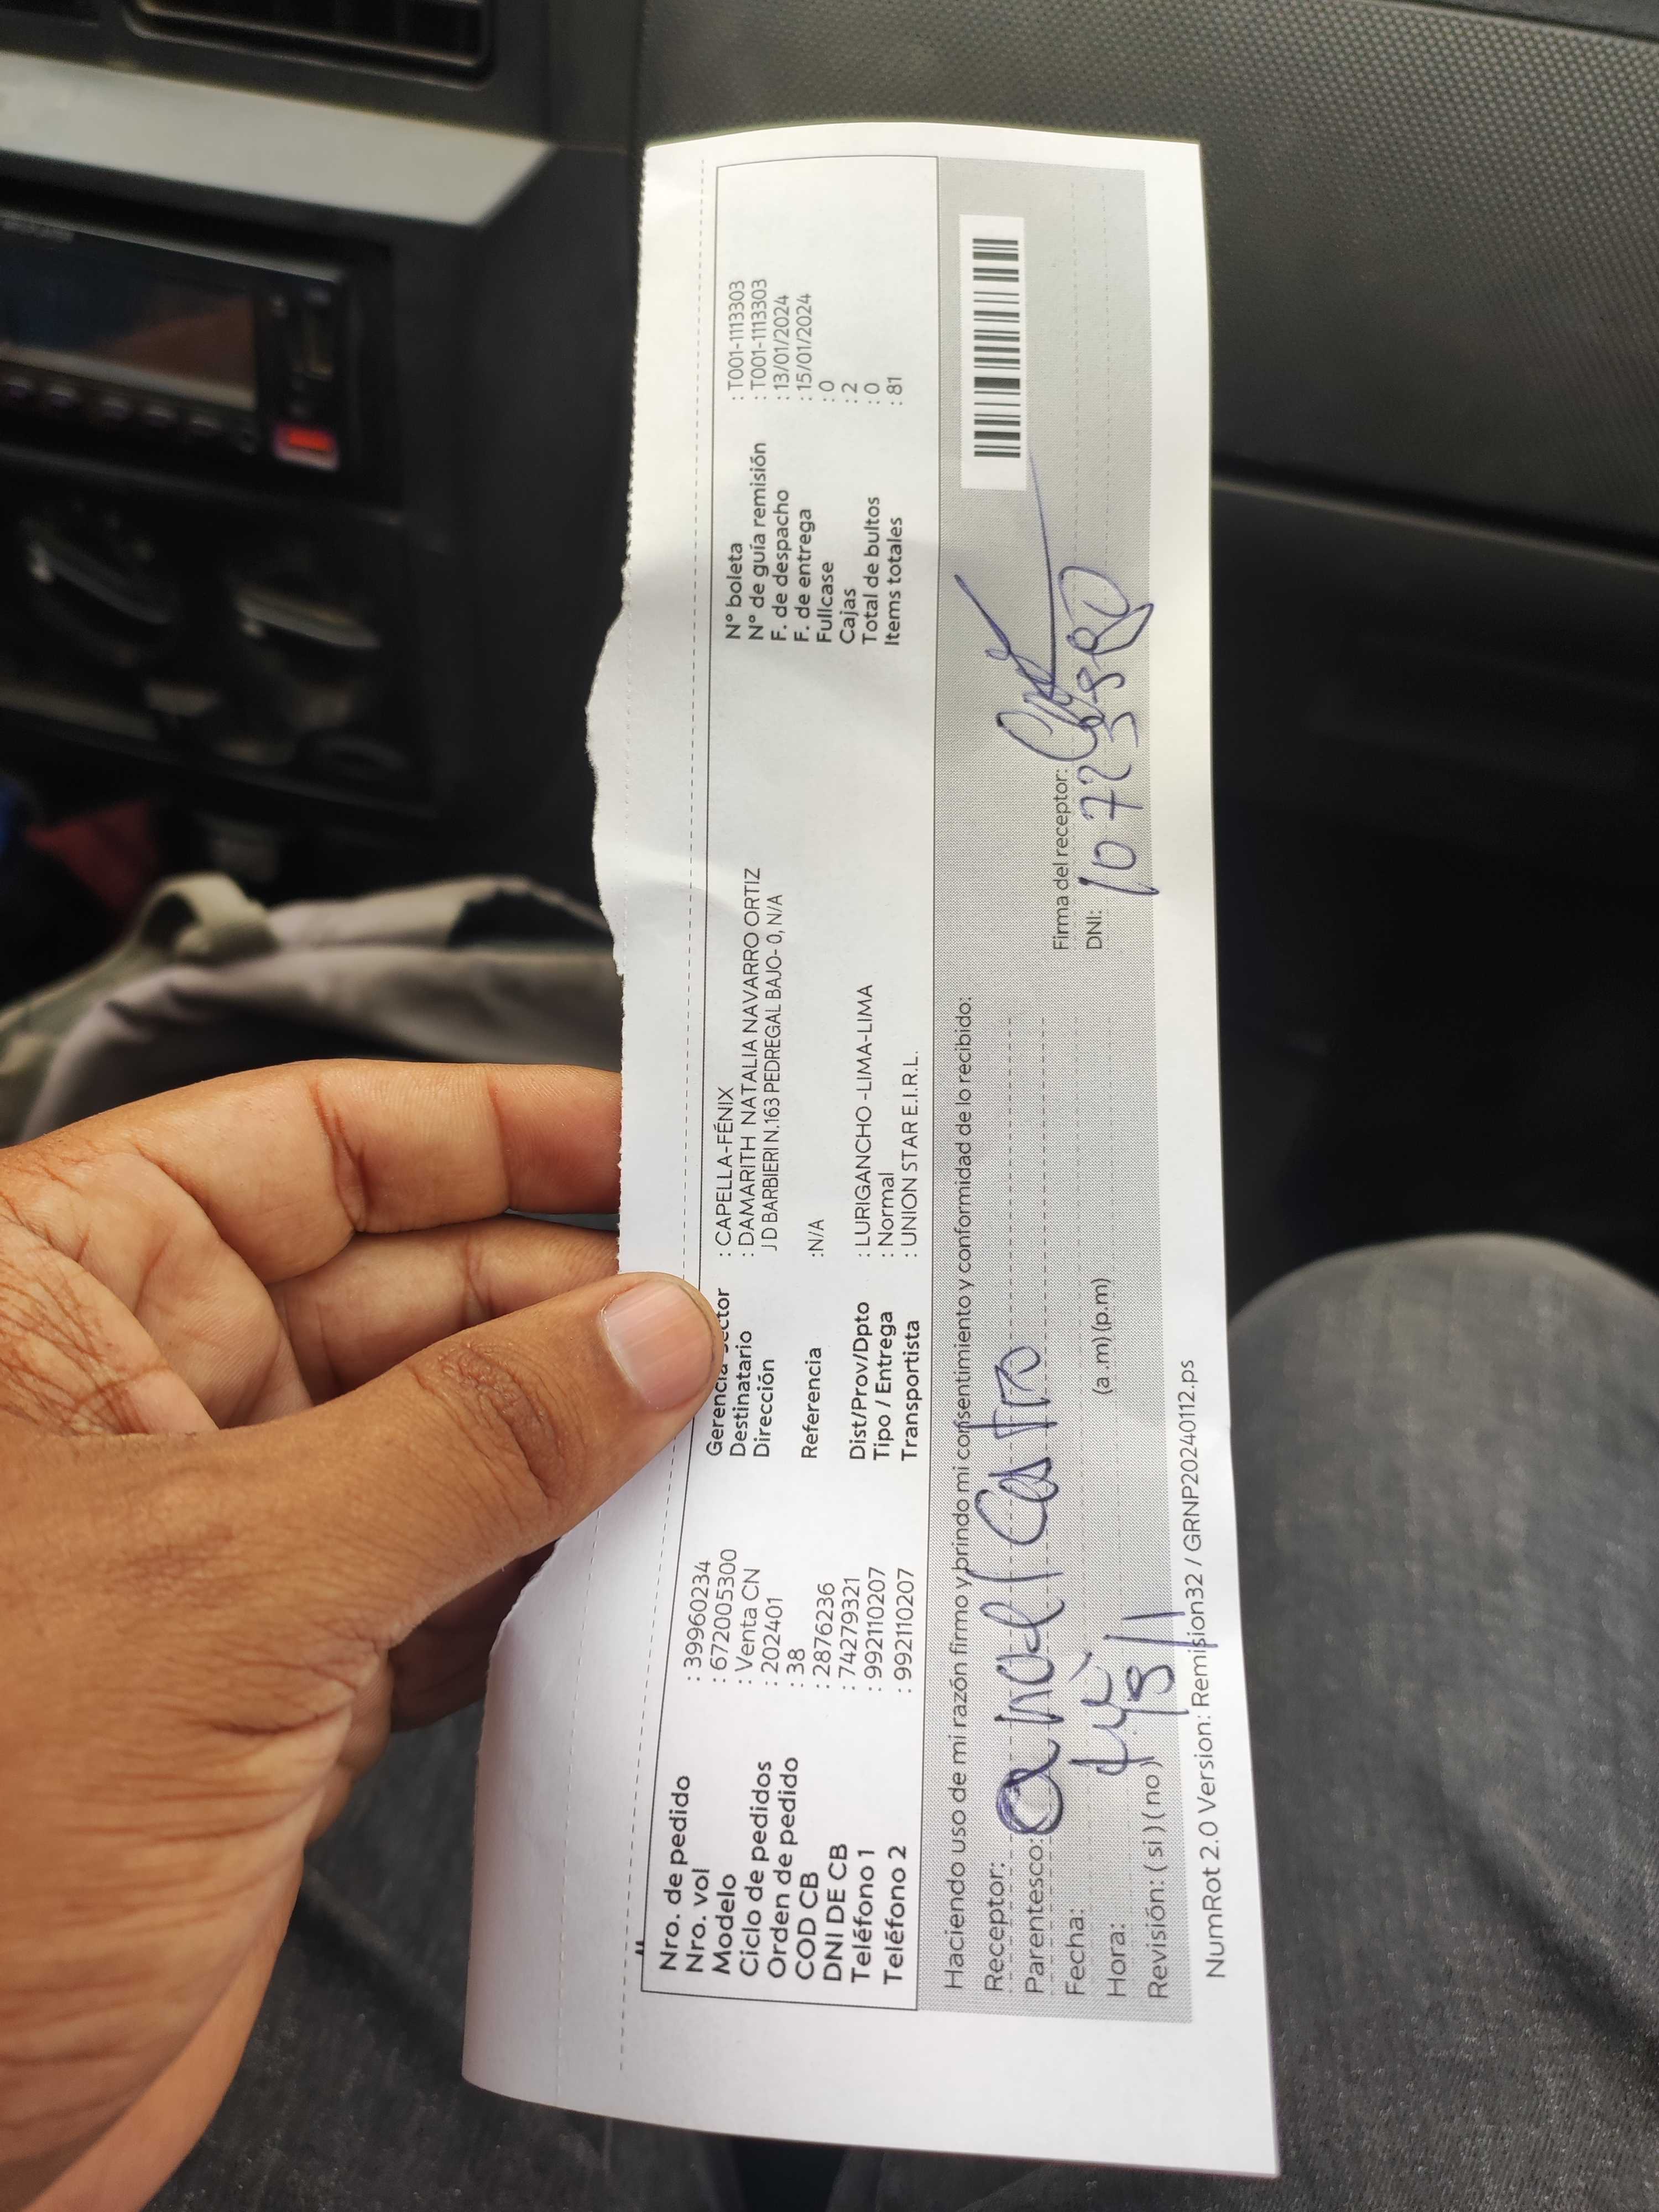 Nro. de pedido : 39960234
Nro. vol : 672005300
Modelo : Venta CN
Ciclo de pedidos : 202401
Orden de pedido : 38
COD CB : 2876236
DNI DE CB : 74279321
Teléfono 1 : 992110207
Teléfono 2 : 992110207
Gerencia : CAPELLA-FÉNIX
Destinatario : DAMARITH NATALIA NAVARRO ORTIZ
Dirección J D BARBIERI N.163 PEDREGAL BAJO- 0, N/A
Referencia :N/A
Dist/Prov/Dpto : LURIGANCHO -LIMA-LIMA
Tipo / Entrega : Normal
Transportista : UNION STAR E.I.R.L.
N° boleta : T001-1113303
N° de guía remisión : T001-1113303
F. de despacho : 13/01/2024
F. de entrega : 15/01/2024
Fullcase : 0
Cajas : 2
Total de bultos : 0
Items totales : 81
Haciendo uso de mi razón firmo y brindo mi consentimiento y conformidad de lo recibido:
Receptor: Castro
Parentesco:
Fecha:
Hora: (a .m) (p.m)
Revisión: ( si ) ( no )
Firma del receptor:
DNI:
NumRot 2.0 Version: Remision32 / GRNP20240112.ps